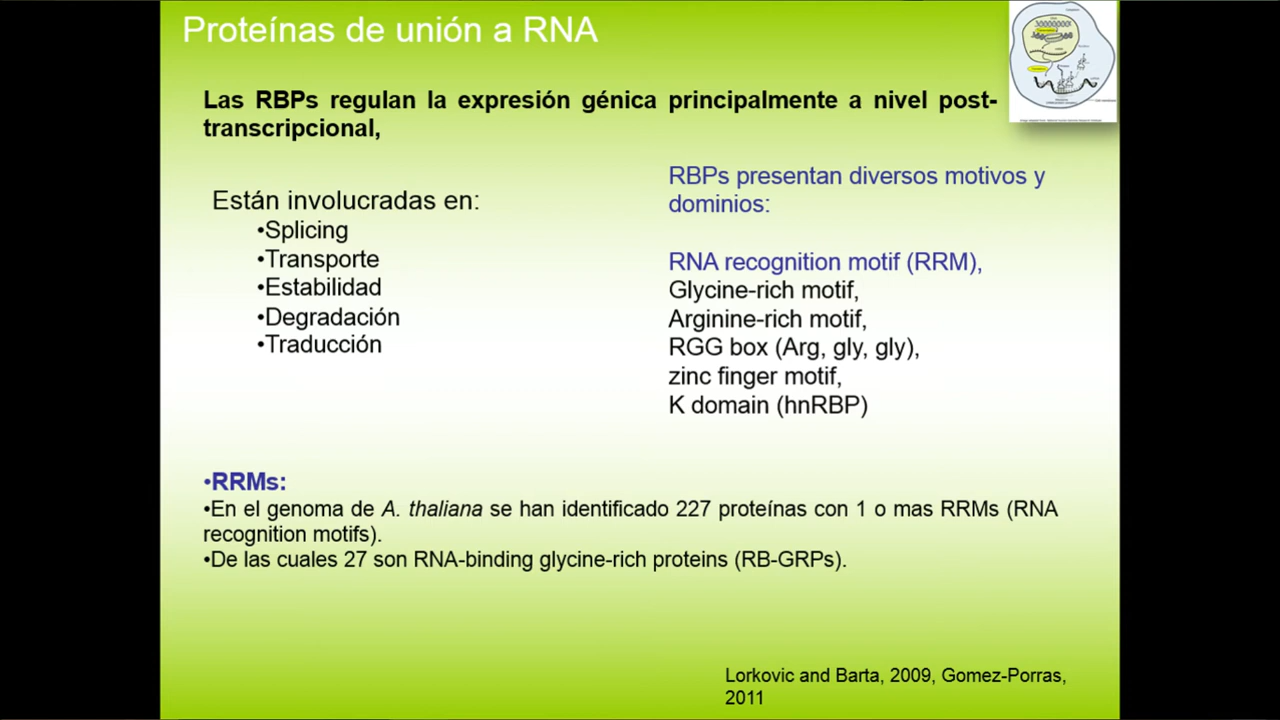 Proteínas de unión a RNA
Las RBPs regulan la expresión génica principalmente a nivel post-
transcripcional,
Están involucradas en:
•Splicing
•Transporte
•Estabilidad
•Degradación
•Traducción
RBPs presentan diversos motivos y
dominios:
RNA recognition motif (RRM),
Glycine-rich motif,
Arginine-rich motif,
RGG box (Arg, gly, gly),
zinc finger motif,
K domain (hnRBP)
•RRMs:
•En el genoma de A. thaliana se han identificado 227 proteínas con 1 o mas RRMs (RNA
recognition motifs).
•De las cuales 27 son RNA-binding glycine-rich proteins (RB-GRPs).
Lorkovic and Barta, 2009, Gomez-Porras,
2011